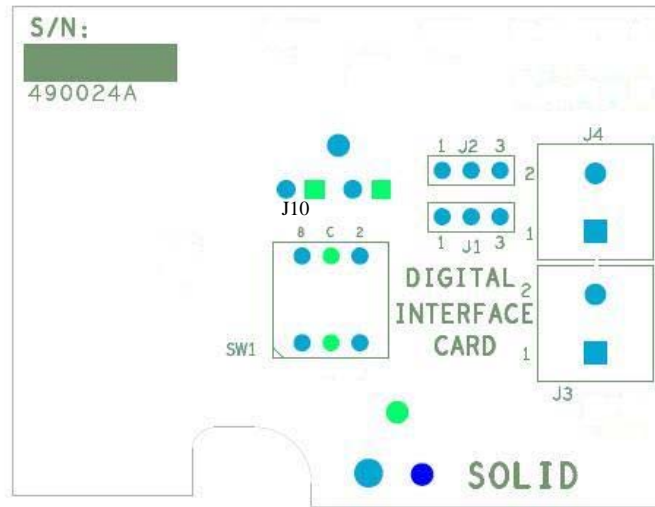 S/N:
490024A
J4
1 J2 3
2
J10
1 J1 3
1
8 C 2
DIGITAL
INTERFACE
CARD
2
SW1
1
J3
SOLID